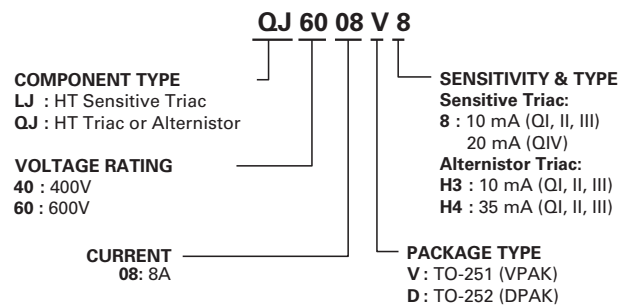 QJ 60 08 V 8
COMPONENT TYPE
LJ : HT Sensitive Triac
QJ : HT Triac or Alternistor
VOLTAGE RATING
40 : 400V
60 : 600V
CURRENT
08: 8A
SENSITIVITY & TYPE
Sensitive Triac:
8 : 10 mA (QI, II, III)
20 mA (QIV)
Alternistor Triac:
H3 : 10 mA (QI, II, III)
H4 : 35 mA (QI, II, III)
PACKAGE TYPE
V : TO-251 (VPAK)
D : TO-252 (DPAK)